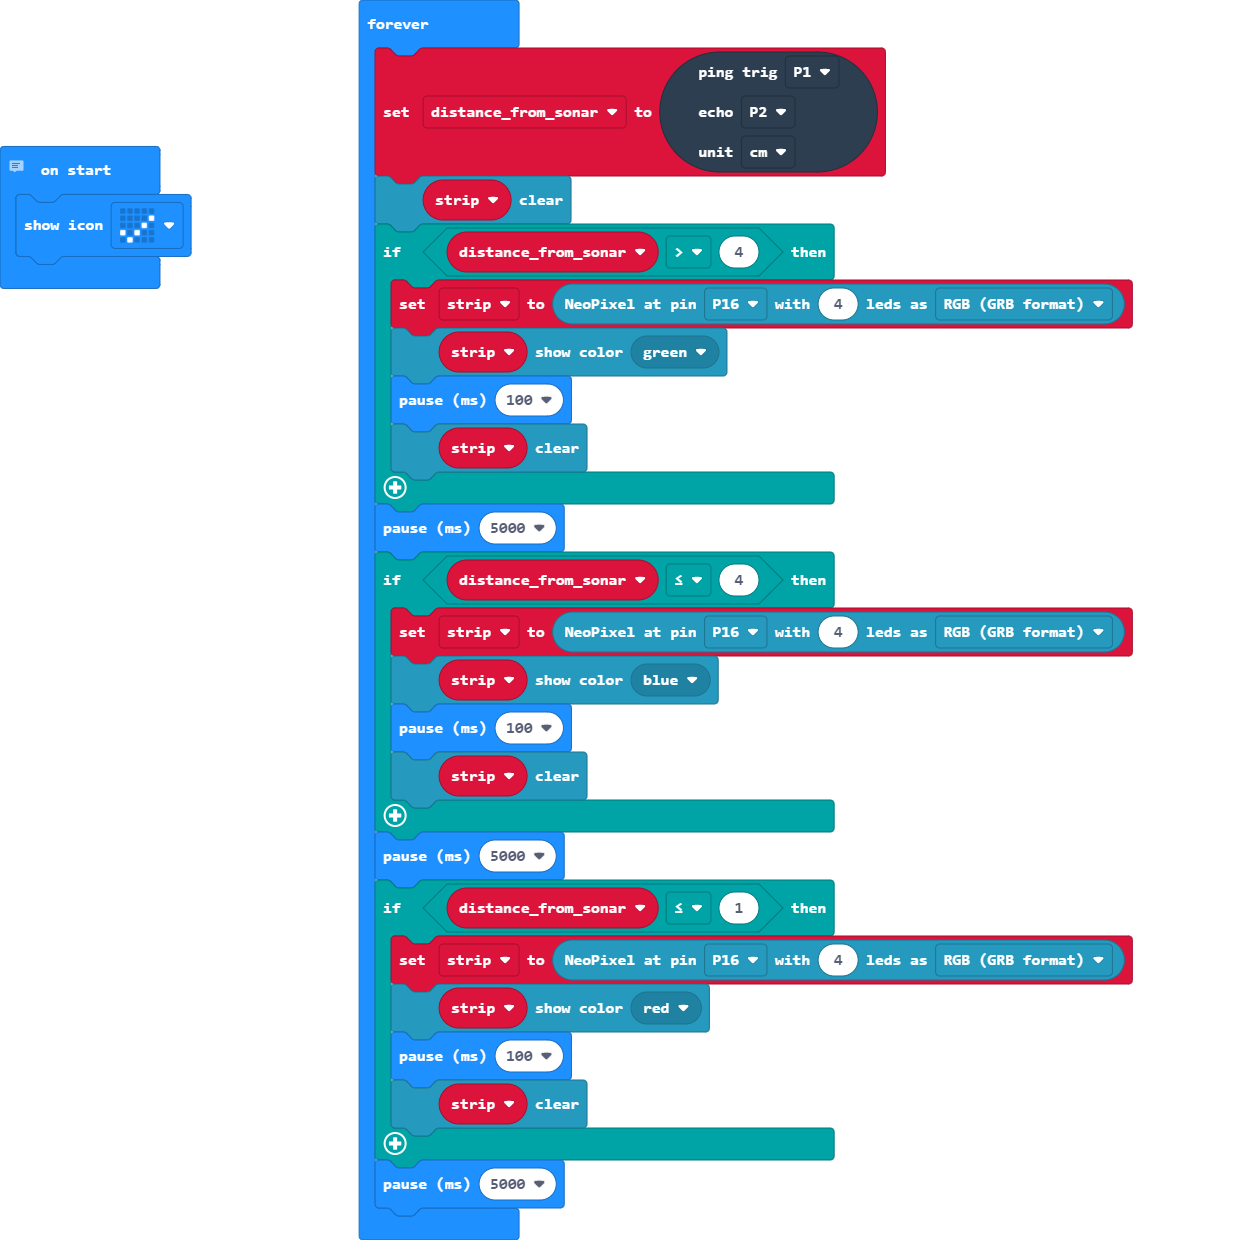 on start
show icon
forever
set distance_from_sonar to ping trig P1
echo P2
unit cm
strip clear
if distance_from_sonar > 4 then
set strip to NeoPixel at pin P16 with 4 leds as RGB (GRB format)
strip show color green
pause (ms) 100
strip clear
pause (ms) 5000
if distance_from_sonar ≤ 4 then
set strip to NeoPixel at pin P16 with 4 leds as RGB (GRB format)
strip show color blue
pause (ms) 100
strip clear
pause (ms) 5000
if distance_from_sonar ≤ 1 then
set strip to NeoPixel at pin P16 with 4 leds as RGB (GRB format)
strip show color red
pause (ms) 100
strip clear
pause (ms) 5000